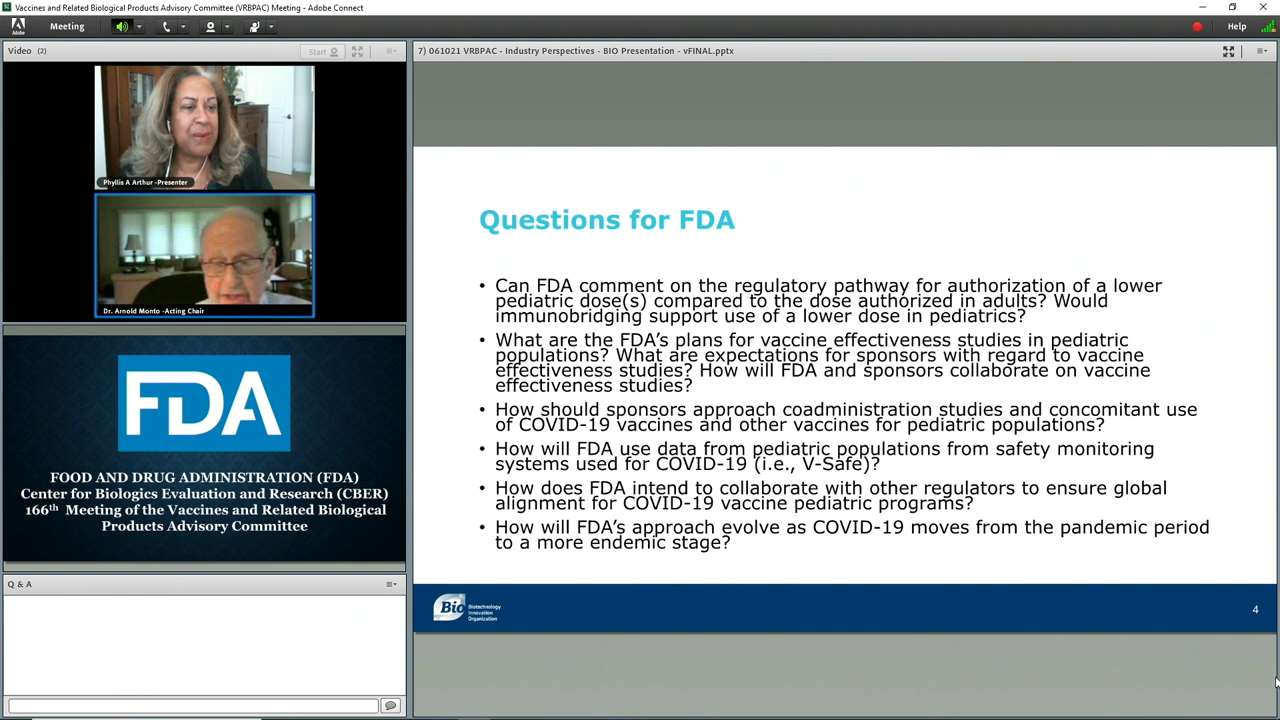 Vaccines and Related Biological Products Advisory Committee (VRBPAC) Meeting - Adobe Connect
Adobe
Meeting
Help
Video (2)
Start
Phyllis A Arthur -Presenter
Dr. Arnold Monto -Acting Chair
FDA
FOOD AND DRUG ADMINISTRATION (FDA)
Center for Biologics Evaluation and Research (CBER)
166th Meeting of the Vaccines and Related Biological
Products Advisory Committee
Q & A
7) 061021 VRBPAC - Industry Perspectives - BIO Presentation - vFINAL.pptx
Questions for FDA
• Can FDA comment on the regulatory pathway for authorization of a lower
pediatric dose(s) compared to the dose authorized in adults? Would
immunobridging support use of a lower dose in pediatrics?
• What are the FDA's plans for vaccine effectiveness studies in pediatric
populations? What are expectations for sponsors with regard to vaccine
effectiveness studies? How will FDA and sponsors collaborate on vaccine
effectiveness studies?
• How should sponsors approach coadministration studies and concomitant use
of COVID-19 vaccines and other vaccines for pediatric populations?
• How will FDA use data from pediatric populations from safety monitoring
systems used for COVID-19 (i.e., V-Safe)?
• How does FDA intend to collaborate with other regulators to ensure global
alignment for COVID-19 vaccine pediatric programs?
• How will FDA's approach evolve as COVID-19 moves from the pandemic period
to a more endemic stage?
Bio
Biotechnology
Innovation
Organization
4